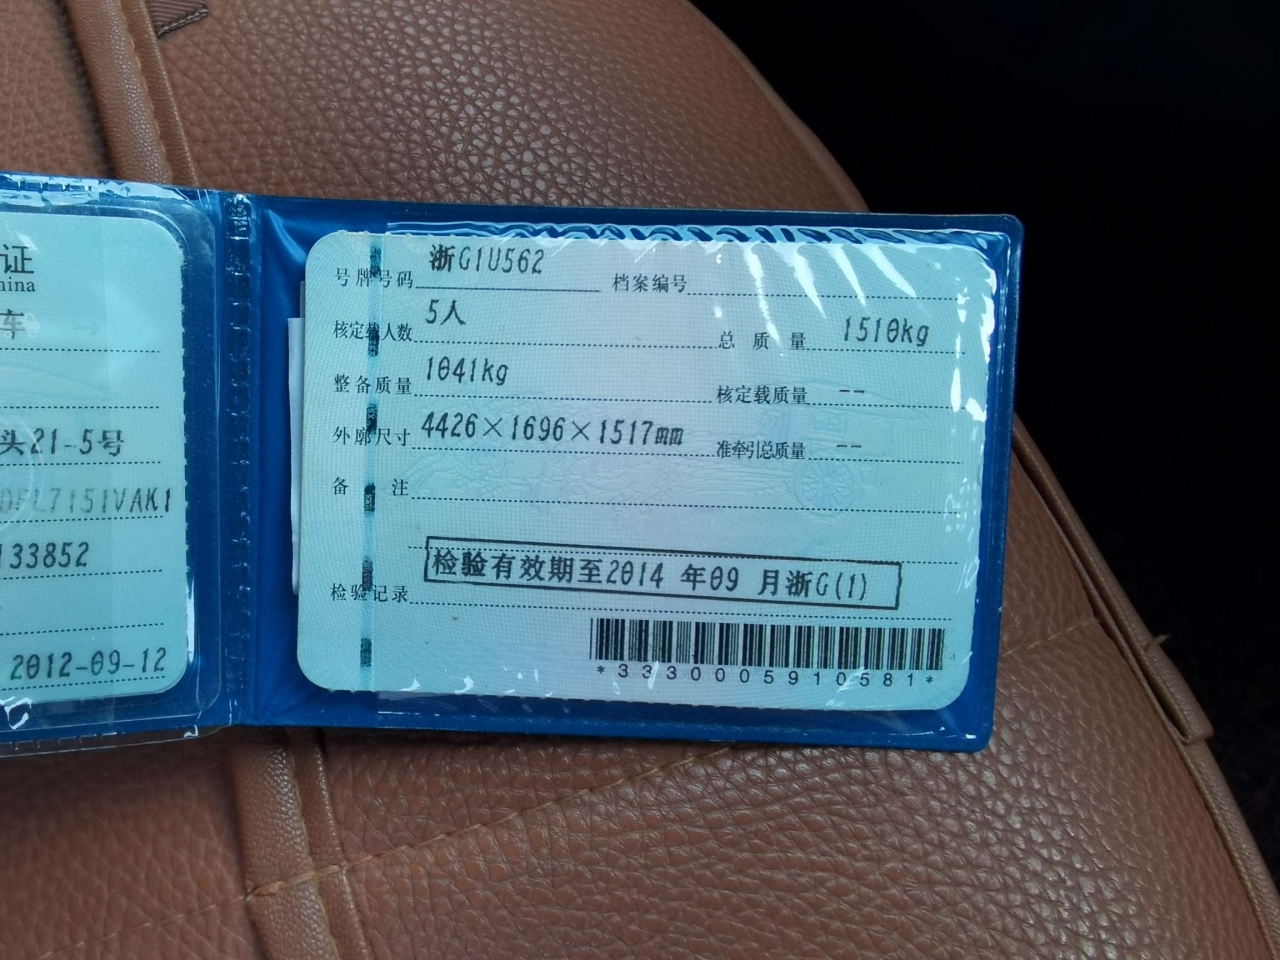 证
hina
车
头21-5号
DFL7151VAK1
133852
2012-09-12
号牌号码 浙G1U562 档案编号
核定载人数 5人 总质量 1510kg
整备质量 1041kg 核定载质量 --
外廓尺寸 4426×1696×1517mm 准牵引总质量 --
备注
检验有效期至2014 年09 月浙G(1)
检验记录
*3330005910581*